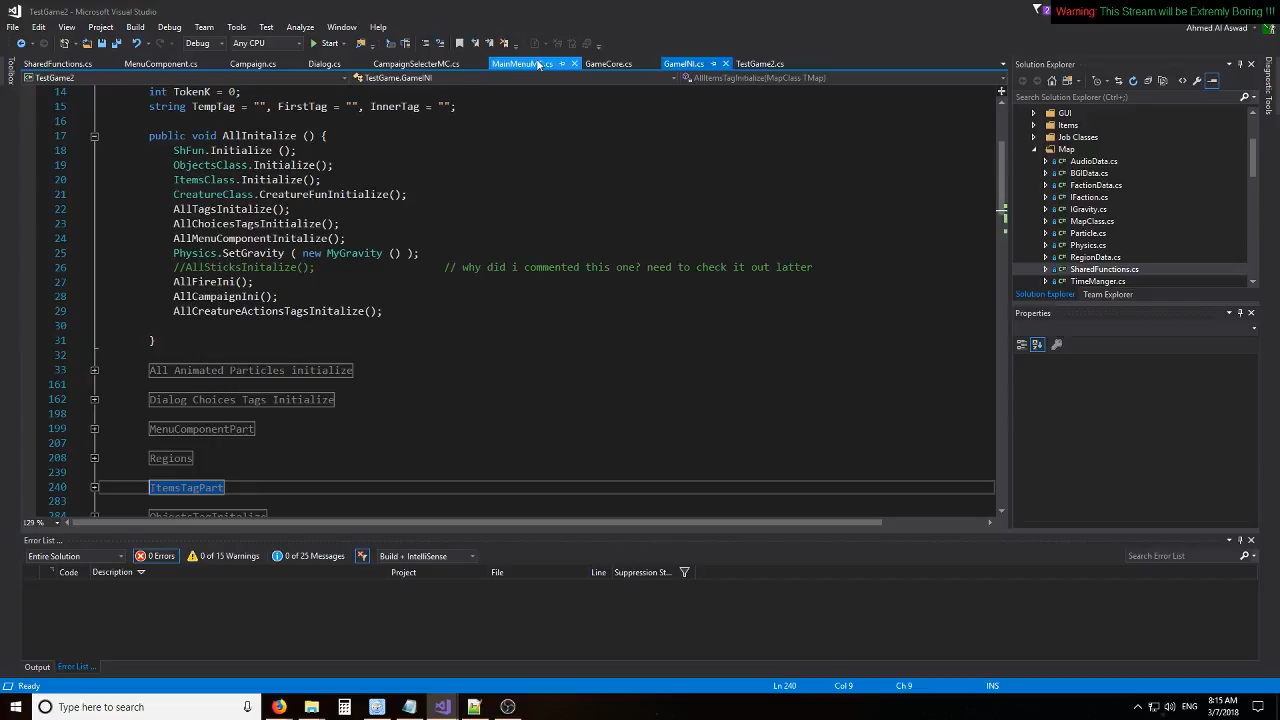 TestGame2 - Microsoft Visual Studio
2
Warning: This Stream will be Extremly Boring !!!
File Edit View Project Build Debug Team Tools Test Analyze Window Help
Ahmed Al Aswad
Debug Any CPU Start
SharedFunctions.cs MenuComponent.cs Campaign.cs Dialog.cs CampaignSelecterMC.cs GameCore.cs GameINI.cs TestGame2.cs
TestGame2 TestGame.GameINI AllItemsTagInitialize(MapClass TMap)
Toolbox
Diagnostic Tools
14 int TokenK = 0;
15 string TempTag = "", FirstTag = "", InnerTag = "";
16
17 public void AllInitalize () {
18 ShFun.Initialize ();
19 ObjectsClass.Initialize();
20 ItemsClass.Initialize();
21 CreatureClass.CreatureFunInitialize();
22 AllTagsInitalize();
23 AllChoicesTagsInitialize();
24 AllMenuComponentInitalize();
25 Physics.SetGravity ( new MyGravity () );
26 //AllSticksInitalize(); // why did i commented this one? need to check it out latter
27 AllFireIni();
28 AllCampaignIni();
29 AllCreatureActionsTagsInitalize();
30
31 }
32
33 All Animated Particles initialize
161
162 Dialog Choices Tags Initialize
198
199 MenuComponentPart
207
208 Regions
239
240 ItemsTagPart
283
284 ObjectsTagInitalize
129 %
Solution Explorer
Search Solution Explorer (Ctrl+;)
GUI
Items
Job Classes
Map
AudioData.cs
BGIData.cs
FactionData.cs
IFaction.cs
IGravity.cs
MapClass.cs
Particle.cs
Physics.cs
RegionData.cs
SharedFunctions.cs
TimeManger.cs
Solution Explorer Team Explorer
Properties
Error List ...
Entire Solution 0 Errors 0 of 15 Warnings 0 of 25 Messages Build + IntelliSense Search Error List
Code Description Project File Line Suppression St...
Output Error List ...
Ready Ln 240 Col 9 Ch 9 INS
Type here to search
ENG
8:15 AM
3/7/2018